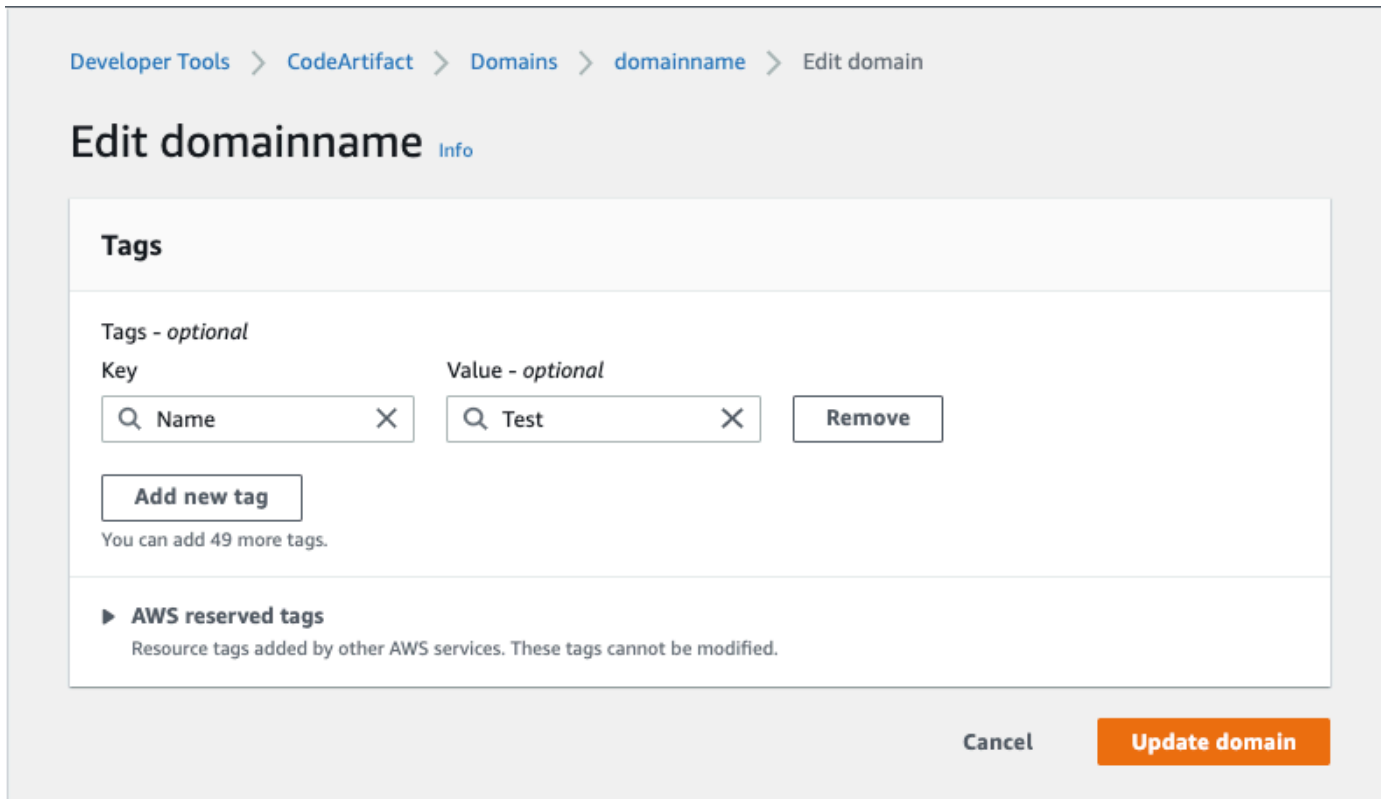 Developer Tools > CodeArtifact > Domains > domainname > Edit domain
Edit domainname Info
Tags
Tags - optional
Key Value - optional
Name Test Remove
Add new tag
You can add 49 more tags.
AWS reserved tags
Resource tags added by other AWS services. These tags cannot be modified.
Cancel Update domain